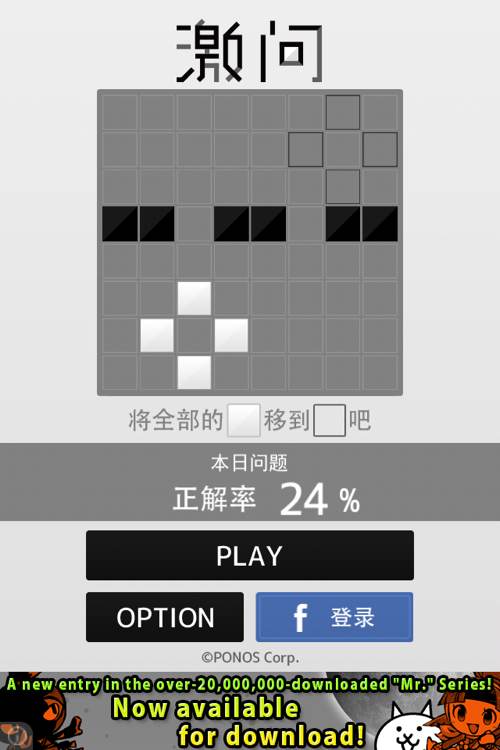 激问
将全部的 移到 吧
本日问题
正解率 24 %
PLAY
OPTION
f 登录
©PONOS Corp.
A new entry in the over-20,000,000-downloaded "Mr." Series!
Now available
for download!